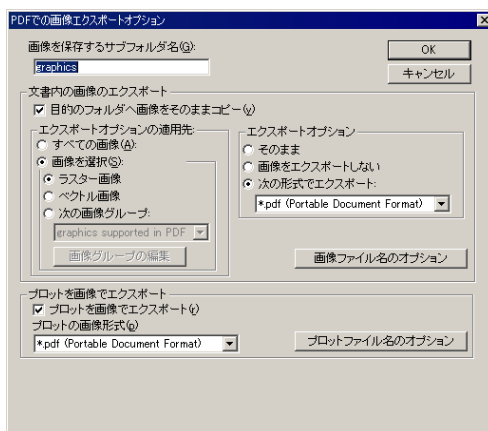 PDFでの画像エクスポートオプション
画像を保存するサブフォルダ名(G):
graphics
OK
キャンセル
文書内の画像のエクスポート
目的のフォルダへ画像をそのままコピー(v)
エクスポートオプションの適用先:
すべての画像(A):
画像を選択(S):
ラスター画像
ベクトル画像
次の画像グループ:
graphics supported in PDF
画像グループの編集
エクスポートオプション
そのまま
画像をエクスポートしない
次の形式でエクスポート:
*.pdf (Portable Document Format)
画像ファイル名のオプション
プロットを画像でエクスポート
プロットを画像でエクスポート(r)
プロットの画像形式(p)
*.pdf (Portable Document Format)
プロットファイル名のオプション